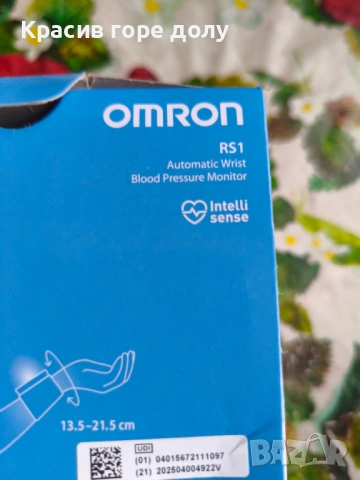 Красив горе долу
OMRON
RS1
Automatic Wrist
Blood Pressure Monitor
Intelli
sense
13.5–21.5 cm
UDI
(01) 04015672111097
(21) 202504004922V
BAZAR